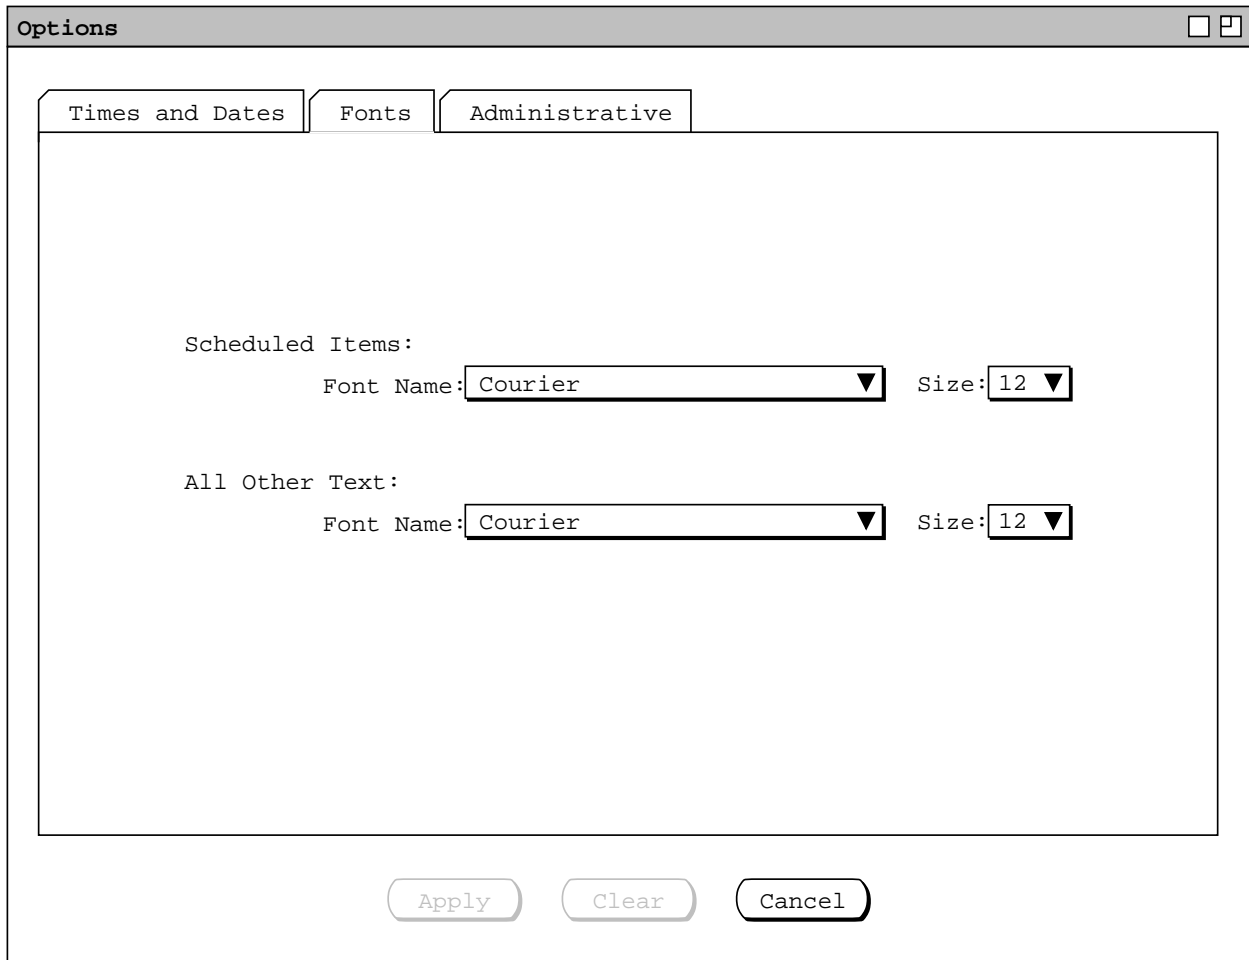 Options
Times and Dates Fonts Administrative
Scheduled Items:
Font Name: Courier Size: 12
All Other Text:
Font Name: Courier Size: 12
Apply Clear Cancel